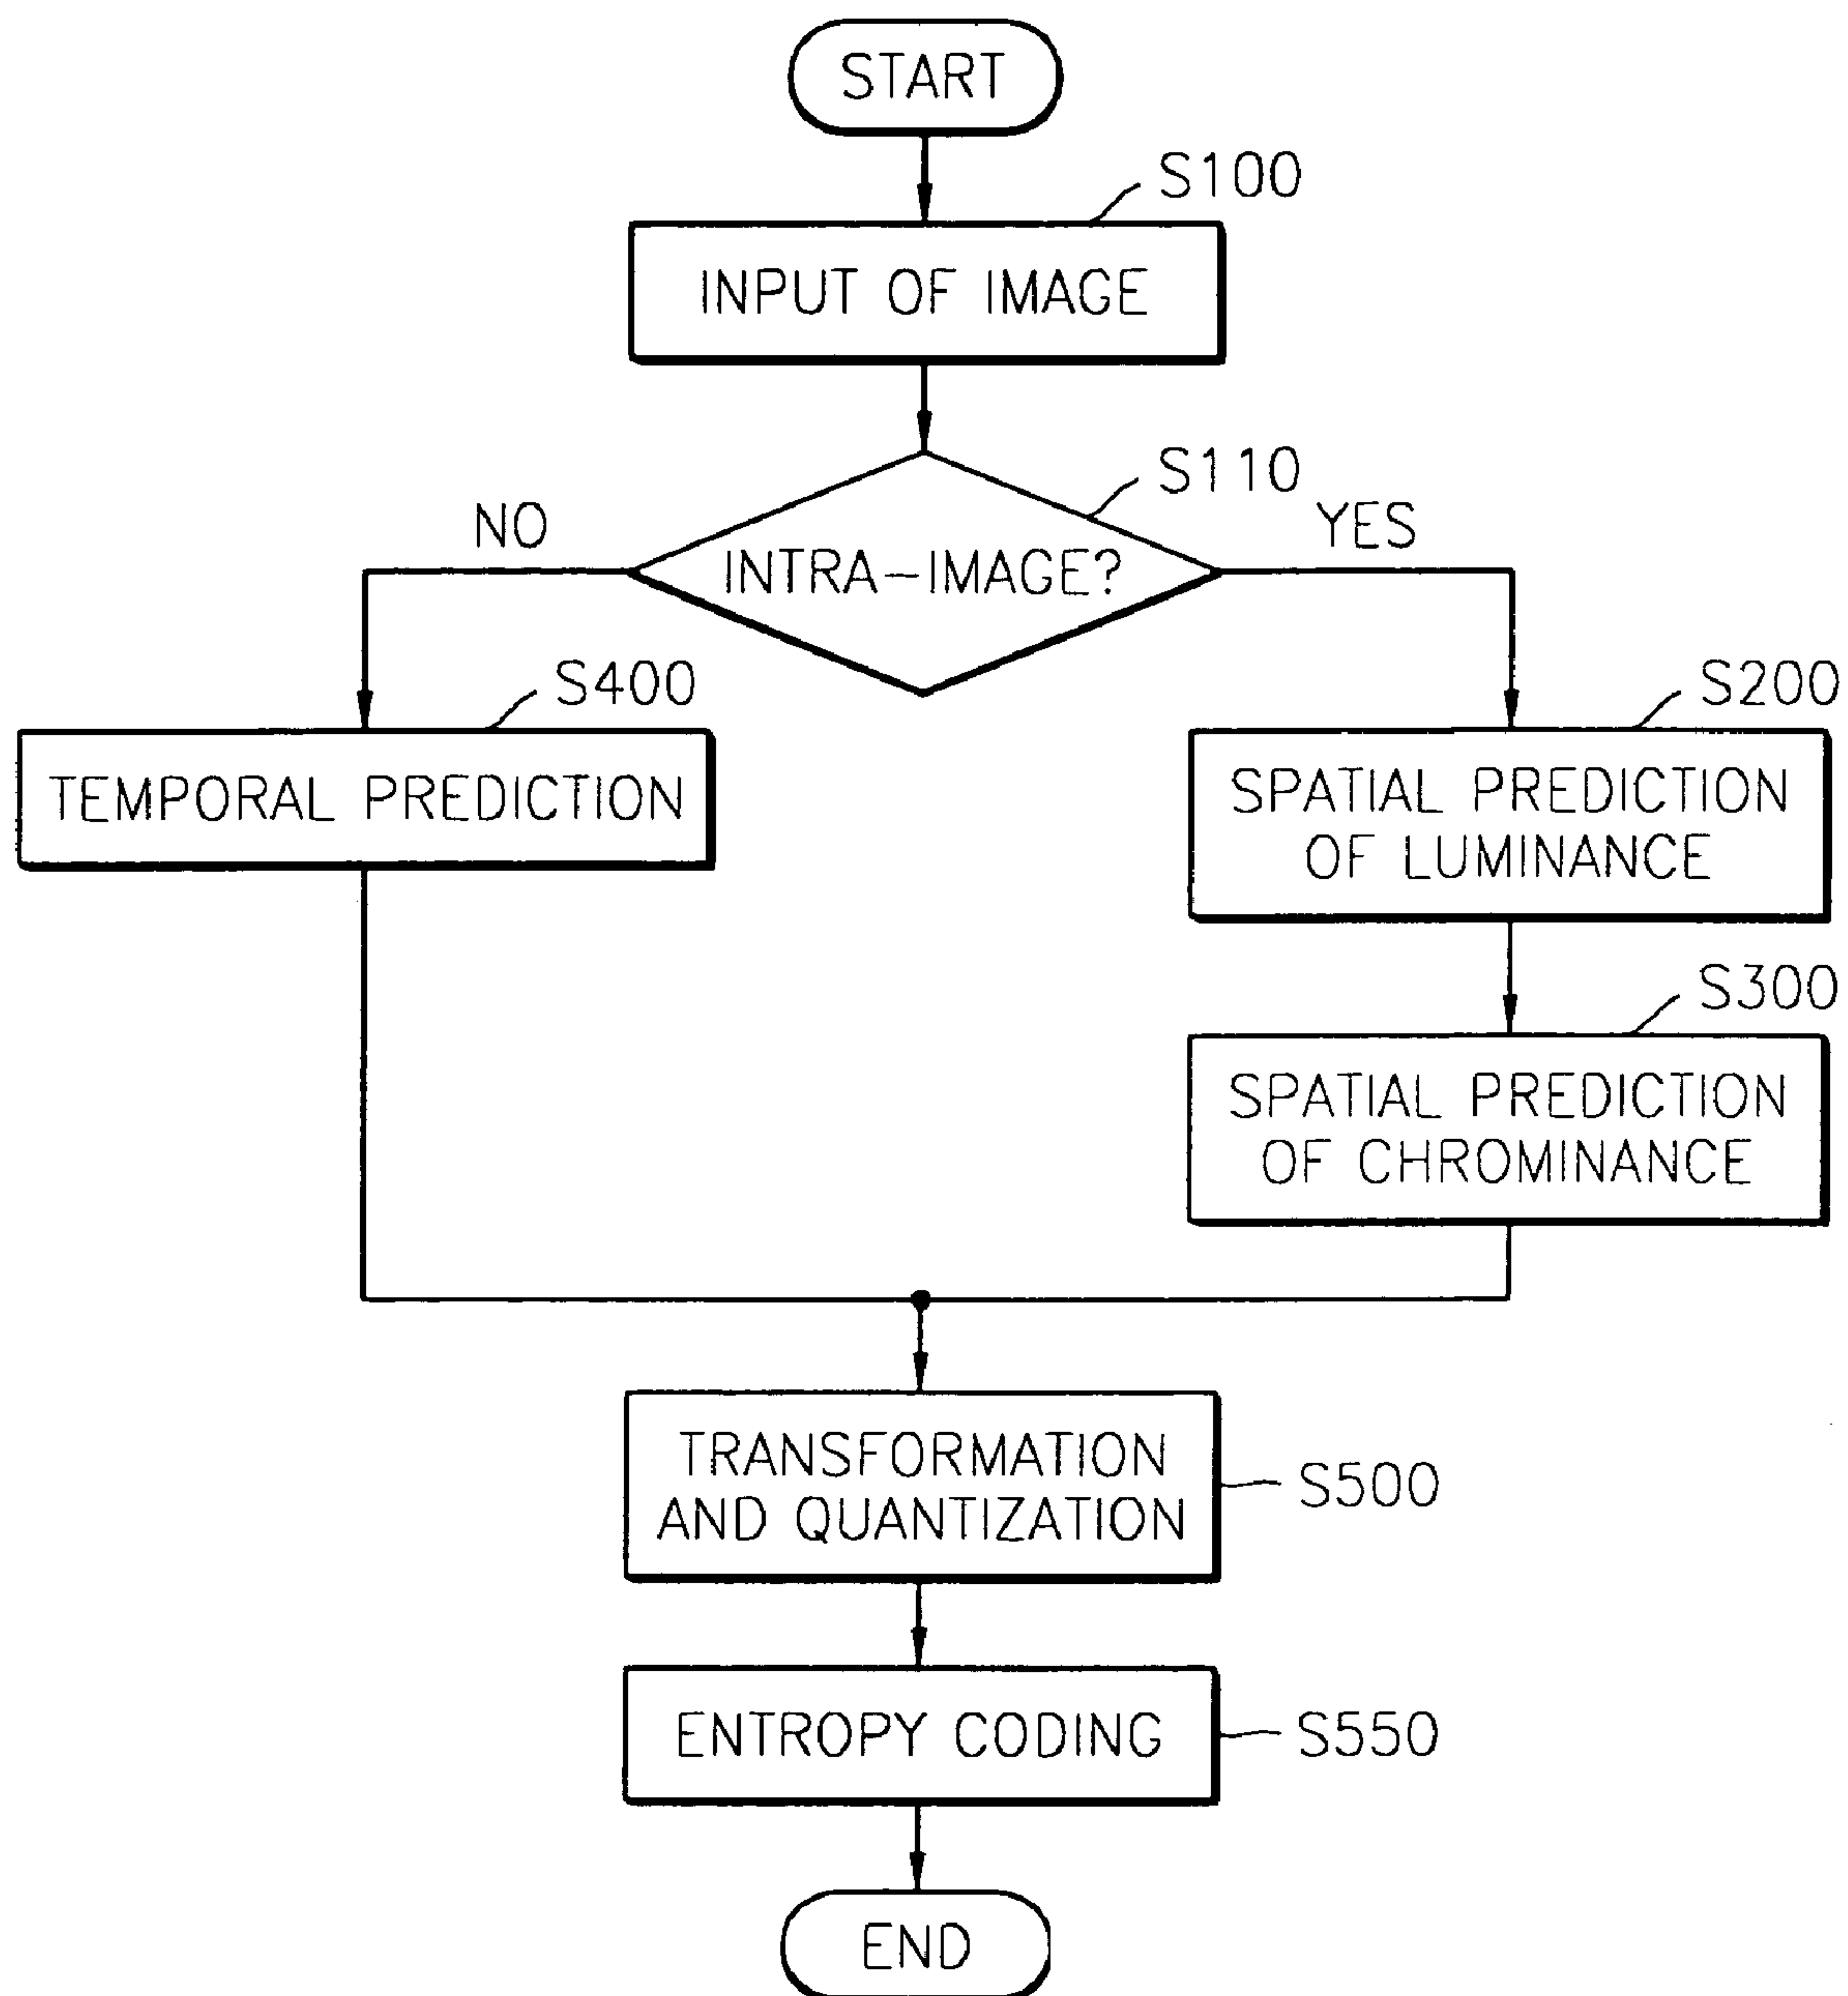 START
S100
INPUT OF IMAGE
S110
NO
YES
INTRA-IMAGE?
S400
S200
TEMPORAL PREDICTION
SPATIAL PREDICTION
OF LUMINANCE
S300
SPATIAL PREDICTION
OF CHROMINANCE
TRANSFORMATION
AND QUANTIZATION
S500
ENTROPY CODING
S550
END